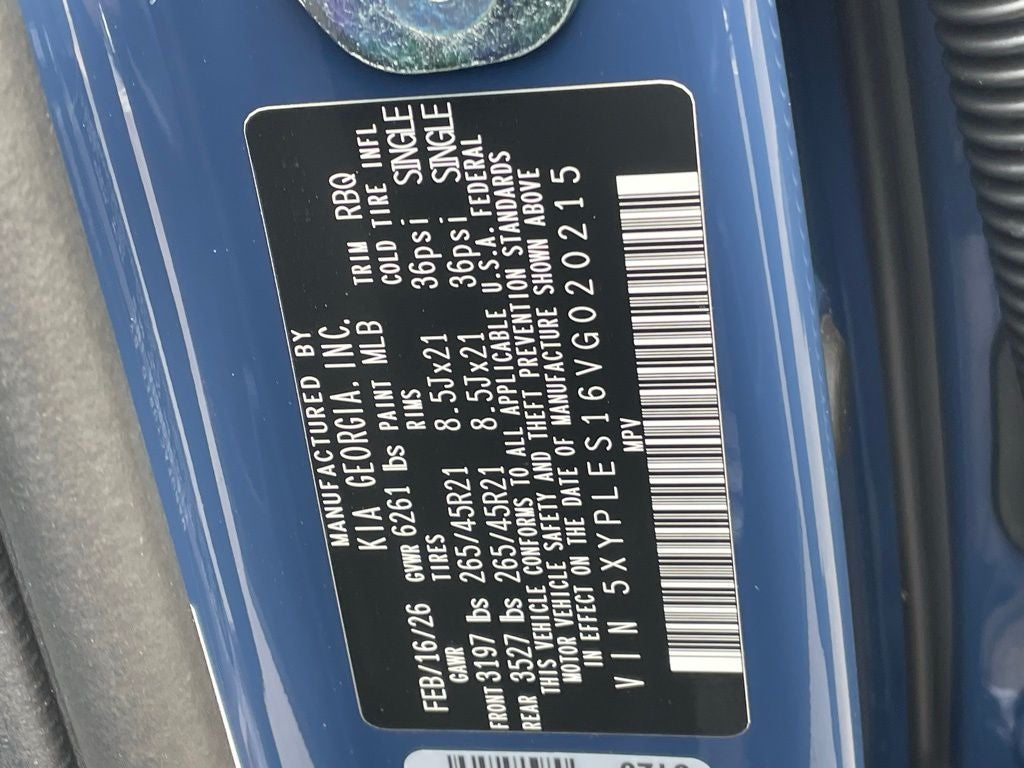 MANUFACTURED BY
KIA GEORGIA. INC.
FEB/16/26 GVWR 6261 lbs PAINT MLB TRIM RBQ
GAWR TIRES RIMS COLD TIRE INFL
FRONT 3197 lbs 265/45R21 8.5Jx21 36psi SINGLE
REAR 3527 lbs 265/45R21 8.5Jx21 36psi SINGLE
THIS VEHICLE CONFORMS TO ALL APPLICABLE U.S.A. FEDERAL
MOTOR VEHICLE SAFETY AND THEFT PREVENTION STANDARDS
IN EFFECT ON THE DATE OF MANUFACTURE SHOWN ABOVE
VIN 5XYPLES16VG020215
MPV